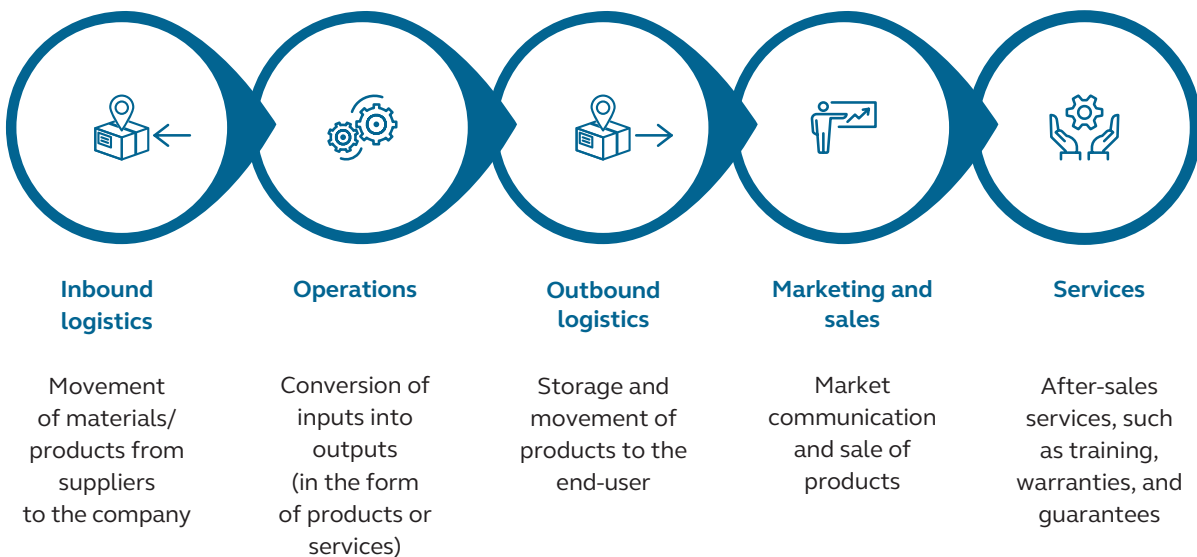 Inbound
logistics
Operations
Outbound
logistics
Marketing and
sales
Services
Movement
of materials/
products from
suppliers
to the company
Conversion of
inputs into
outputs
(in the form
of products or
services)
Storage and
movement of
products to the
end-user
Market
communication
and sale of
products
After-sales
services, such
as training,
warranties, and
guarantees